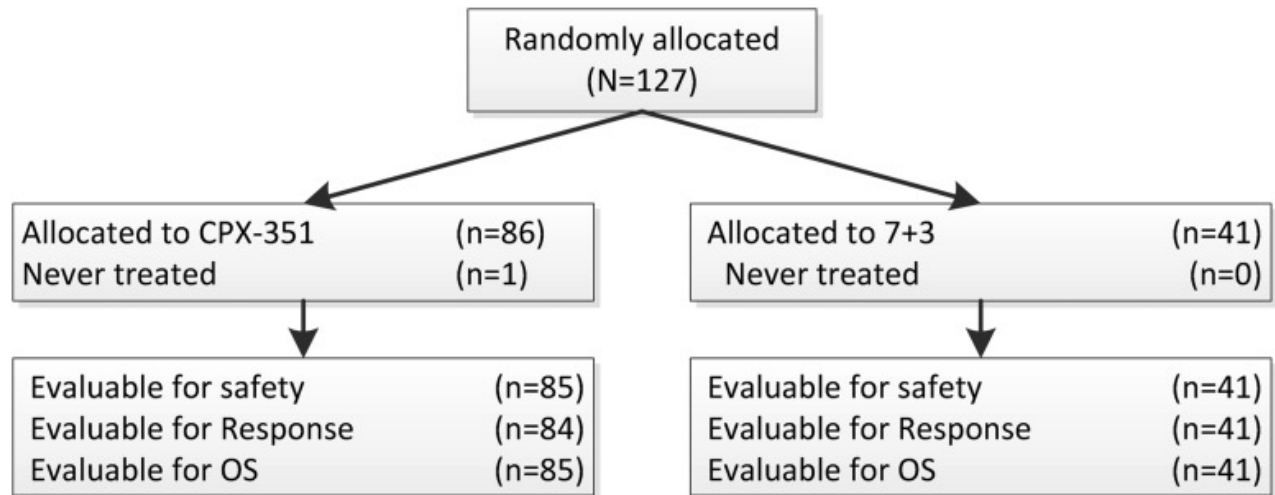 Randomly allocated
(N=127)
Allocated to CPX-351 (n=86)
Never treated (n=1)
Allocated to 7+3 (n=41)
Never treated (n=0)
Evaluable for safety (n=85)
Evaluable for Response (n=84)
Evaluable for OS (n=85)
Evaluable for safety (n=41)
Evaluable for Response (n=41)
Evaluable for OS (n=41)